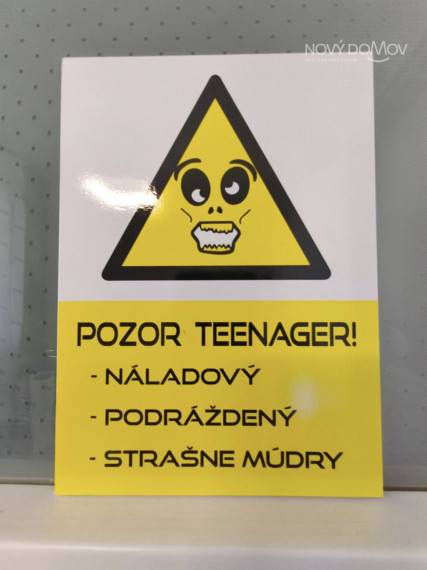 NOVÝ DOMOV
POZOR TEENAGER!
- NÁLADOVÝ
- PODRÁŽDENÝ
- STRAŠNE MÚDRY